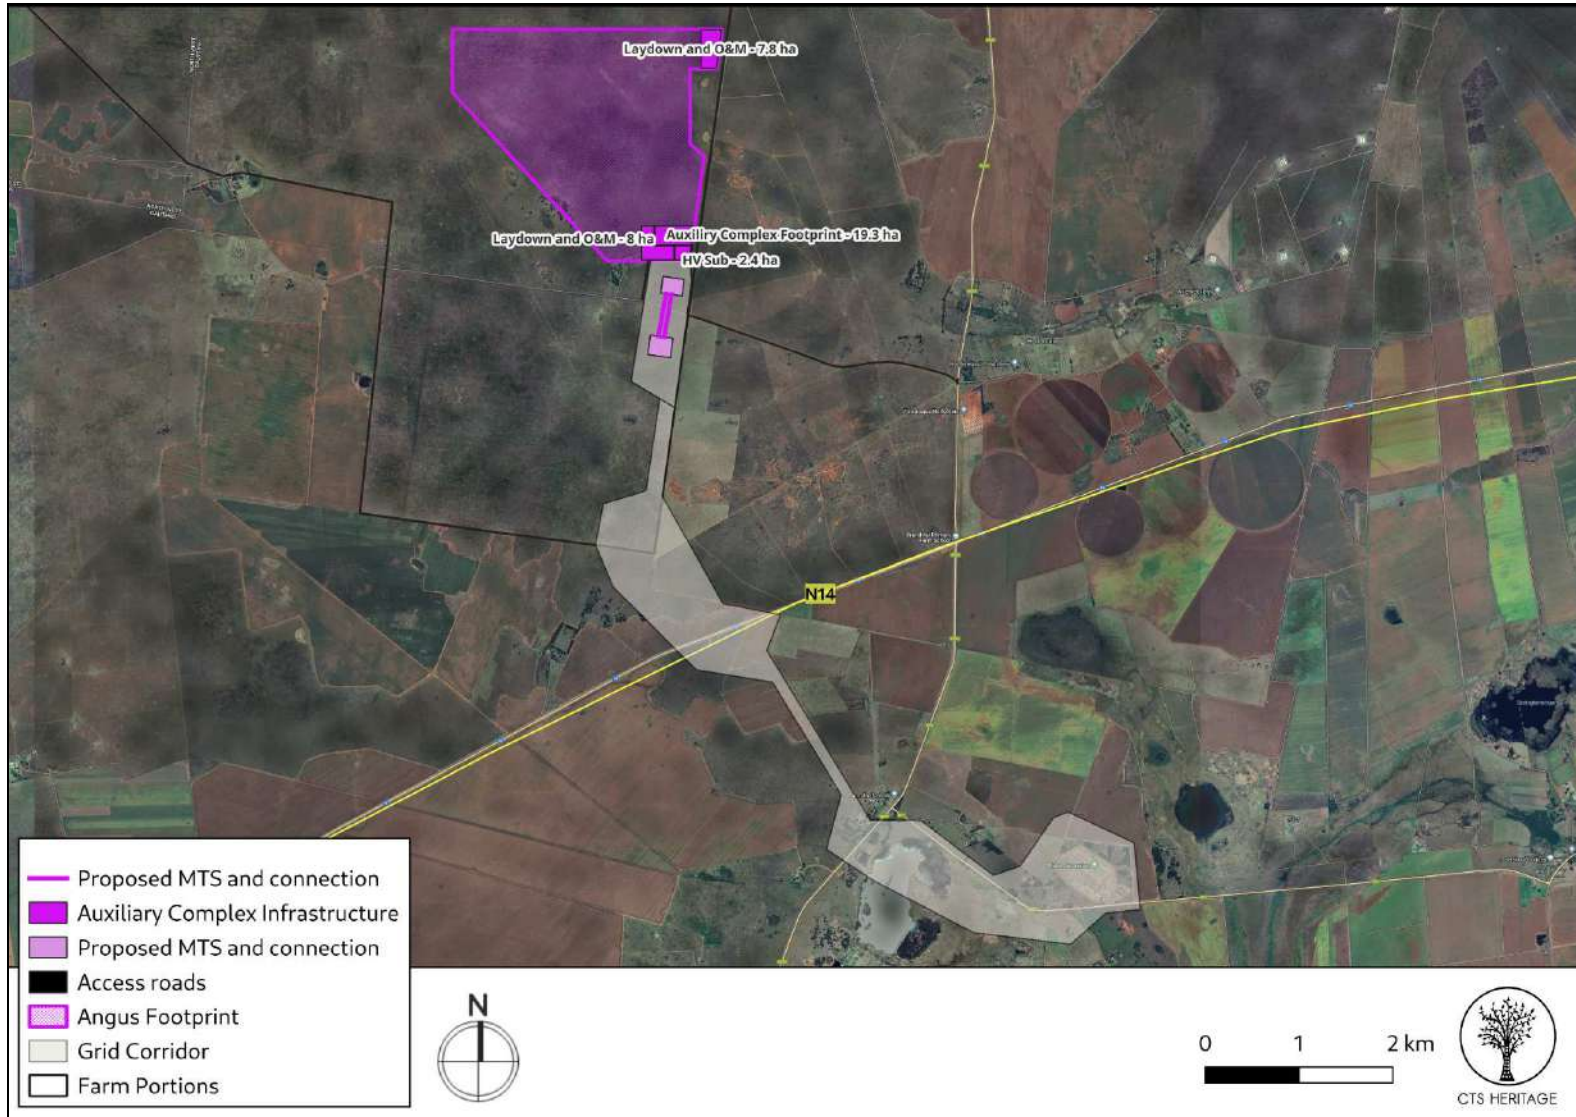 Laydown and O&M - 7.8 ha
Laydown and O&M - 8 ha
Auxiliry Complex Footprint - 19.3 ha
HV Sub - 2.4 ha
N14
Proposed MTS and connection
Auxiliary Complex Infrastructure
Proposed MTS and connection
Access roads
Angus Footprint
Grid Corridor
Farm Portions
N
0 1 2 km
CTS HERITAGE